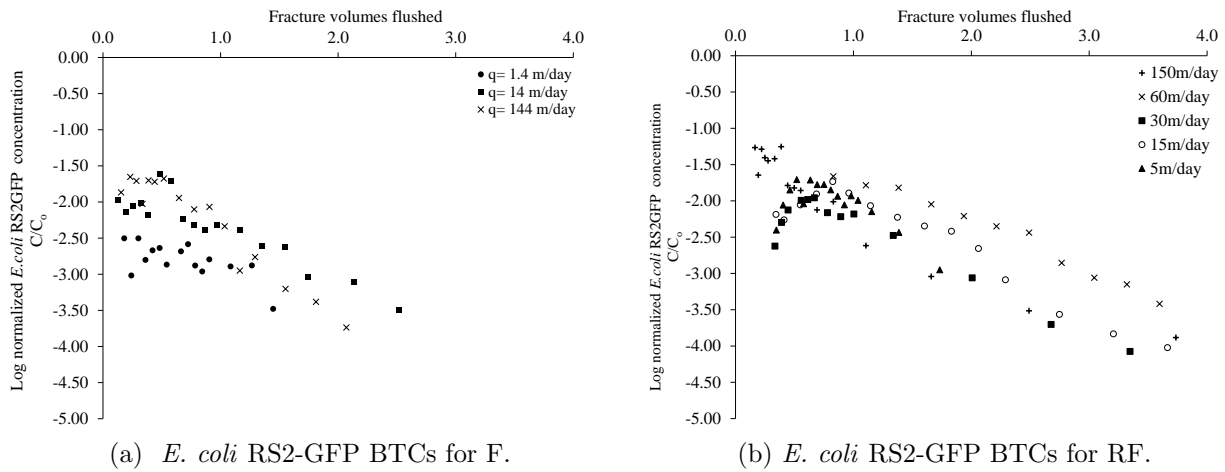 Fracture volumes flushed
0.0 1.0 2.0 3.0 4.0
0.00
-0.50
-1.00
-1.50
-2.00
-2.50
-3.00
-3.50
-4.00
-4.50
-5.00
Log normalized E.coli RS2GFP concentration
C/Co
q= 1.4 m/day
q= 14 m/day
q= 144 m/day
(a) E. coli RS2-GFP BTCs for F.
Fracture volumes flushed
0.0 1.0 2.0 3.0 4.0
0.00
-0.50
-1.00
-1.50
-2.00
-2.50
-3.00
-3.50
-4.00
-4.50
-5.00
Log normalized E.coli RS2GFP concentration
C/Co
150m/day
60m/day
30m/day
15m/day
5m/day
(b) E. coli RS2-GFP BTCs for RF.